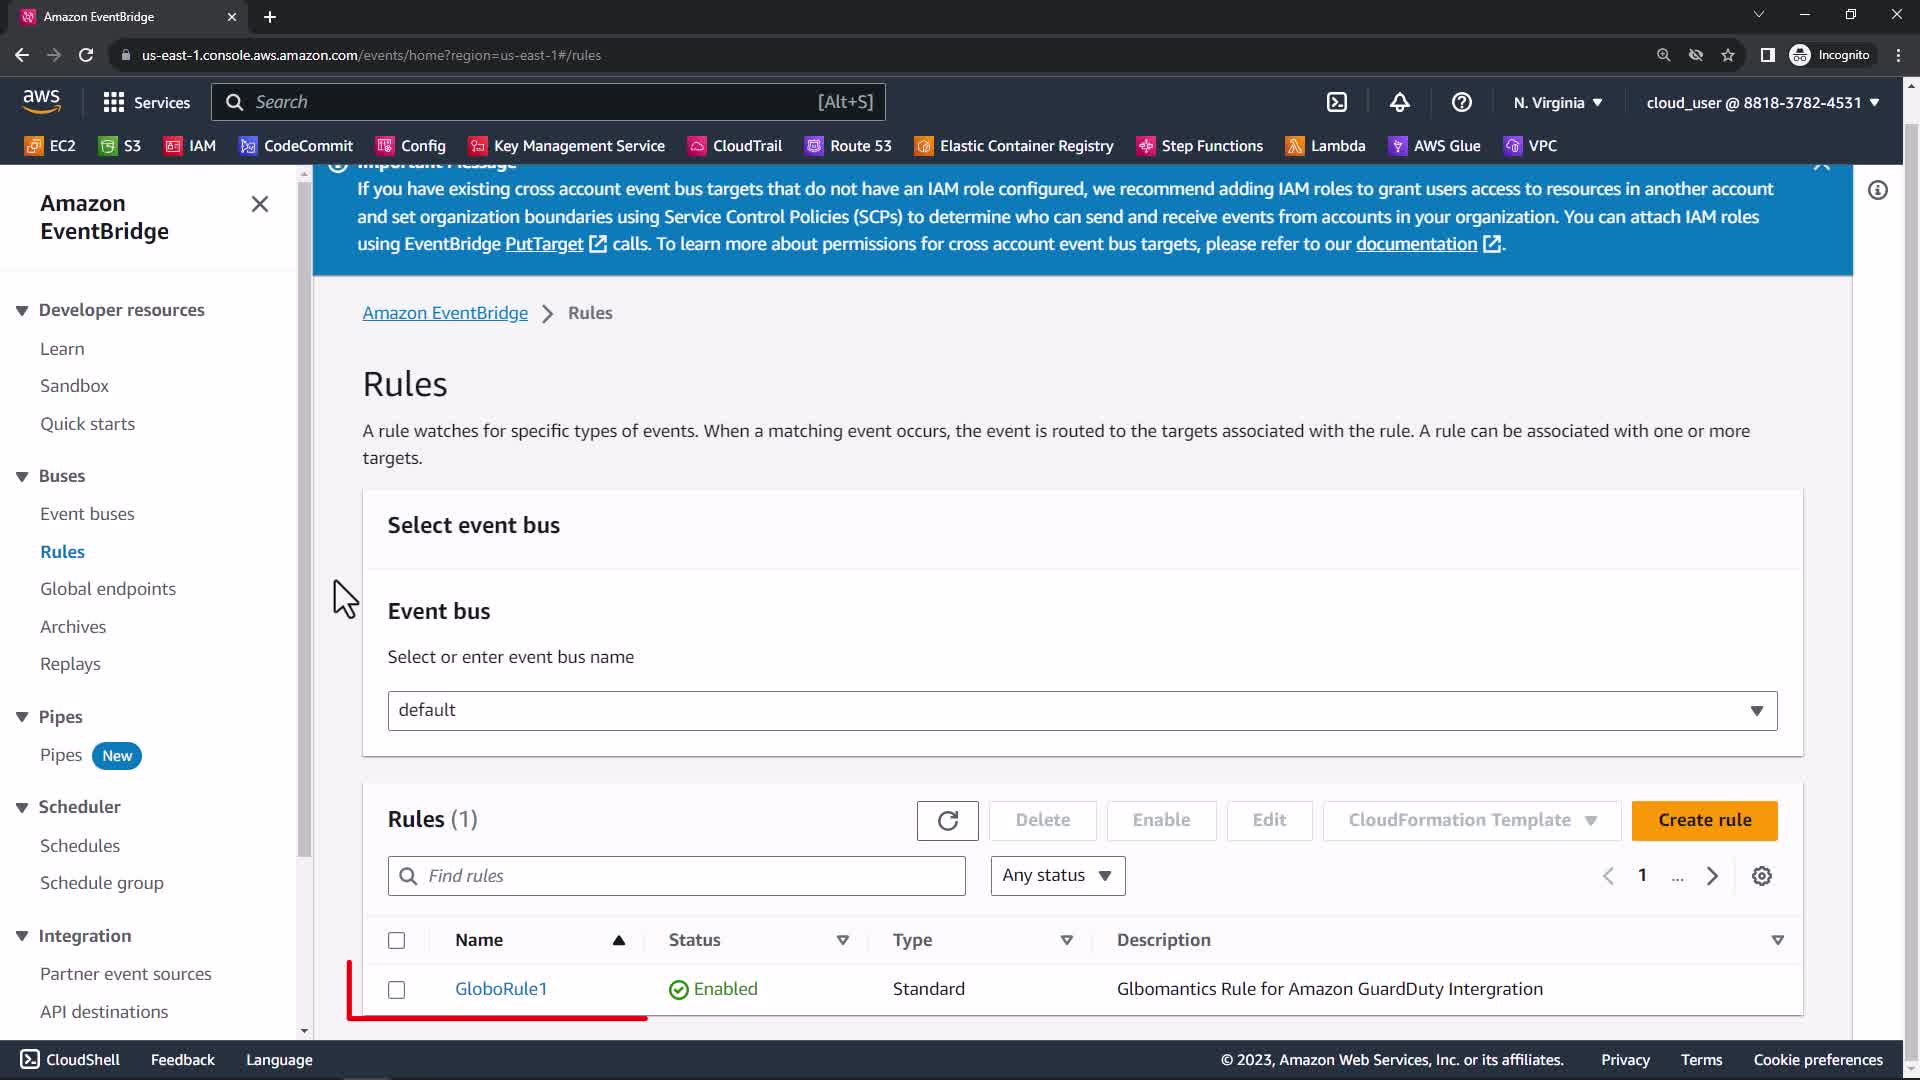 Amazon EventBridge
us-east-1.console.aws.amazon.com/events/home?region=us-east-1#/rules
Incognito
aws
Services
Search
[Alt+S]
N. Virginia
cloud_user @ 8818-3782-4531
EC2
S3
IAM
CodeCommit
Config
Key Management Service
CloudTrail
Route 53
Elastic Container Registry
Step Functions
Lambda
AWS Glue
VPC
Amazon
EventBridge
Developer resources
Learn
Sandbox
Quick starts
Buses
Event buses
Rules
Global endpoints
Archives
Replays
Pipes
Pipes New
Scheduler
Schedules
Schedule group
Integration
Partner event sources
API destinations
Important Message
If you have existing cross account event bus targets that do not have an IAM role configured, we recommend adding IAM roles to grant users access to resources in another account
and set organization boundaries using Service Control Policies (SCPs) to determine who can send and receive events from accounts in your organization. You can attach IAM roles
using EventBridge PutTarget calls. To learn more about permissions for cross account event bus targets, please refer to our documentation .
Amazon EventBridge > Rules
Rules
A rule watches for specific types of events. When a matching event occurs, the event is routed to the targets associated with the rule. A rule can be associated with one or more
targets.
Select event bus
Event bus
Select or enter event bus name
default
Rules (1)
Delete
Enable
Edit
CloudFormation Template
Create rule
Find rules
Any status
1
...
Name
Status
Type
Description
GloboRule1
Enabled
Standard
Glbomantics Rule for Amazon GuardDuty Intergration
CloudShell
Feedback
Language
© 2023, Amazon Web Services, Inc. or its affiliates.
Privacy
Terms
Cookie preferences